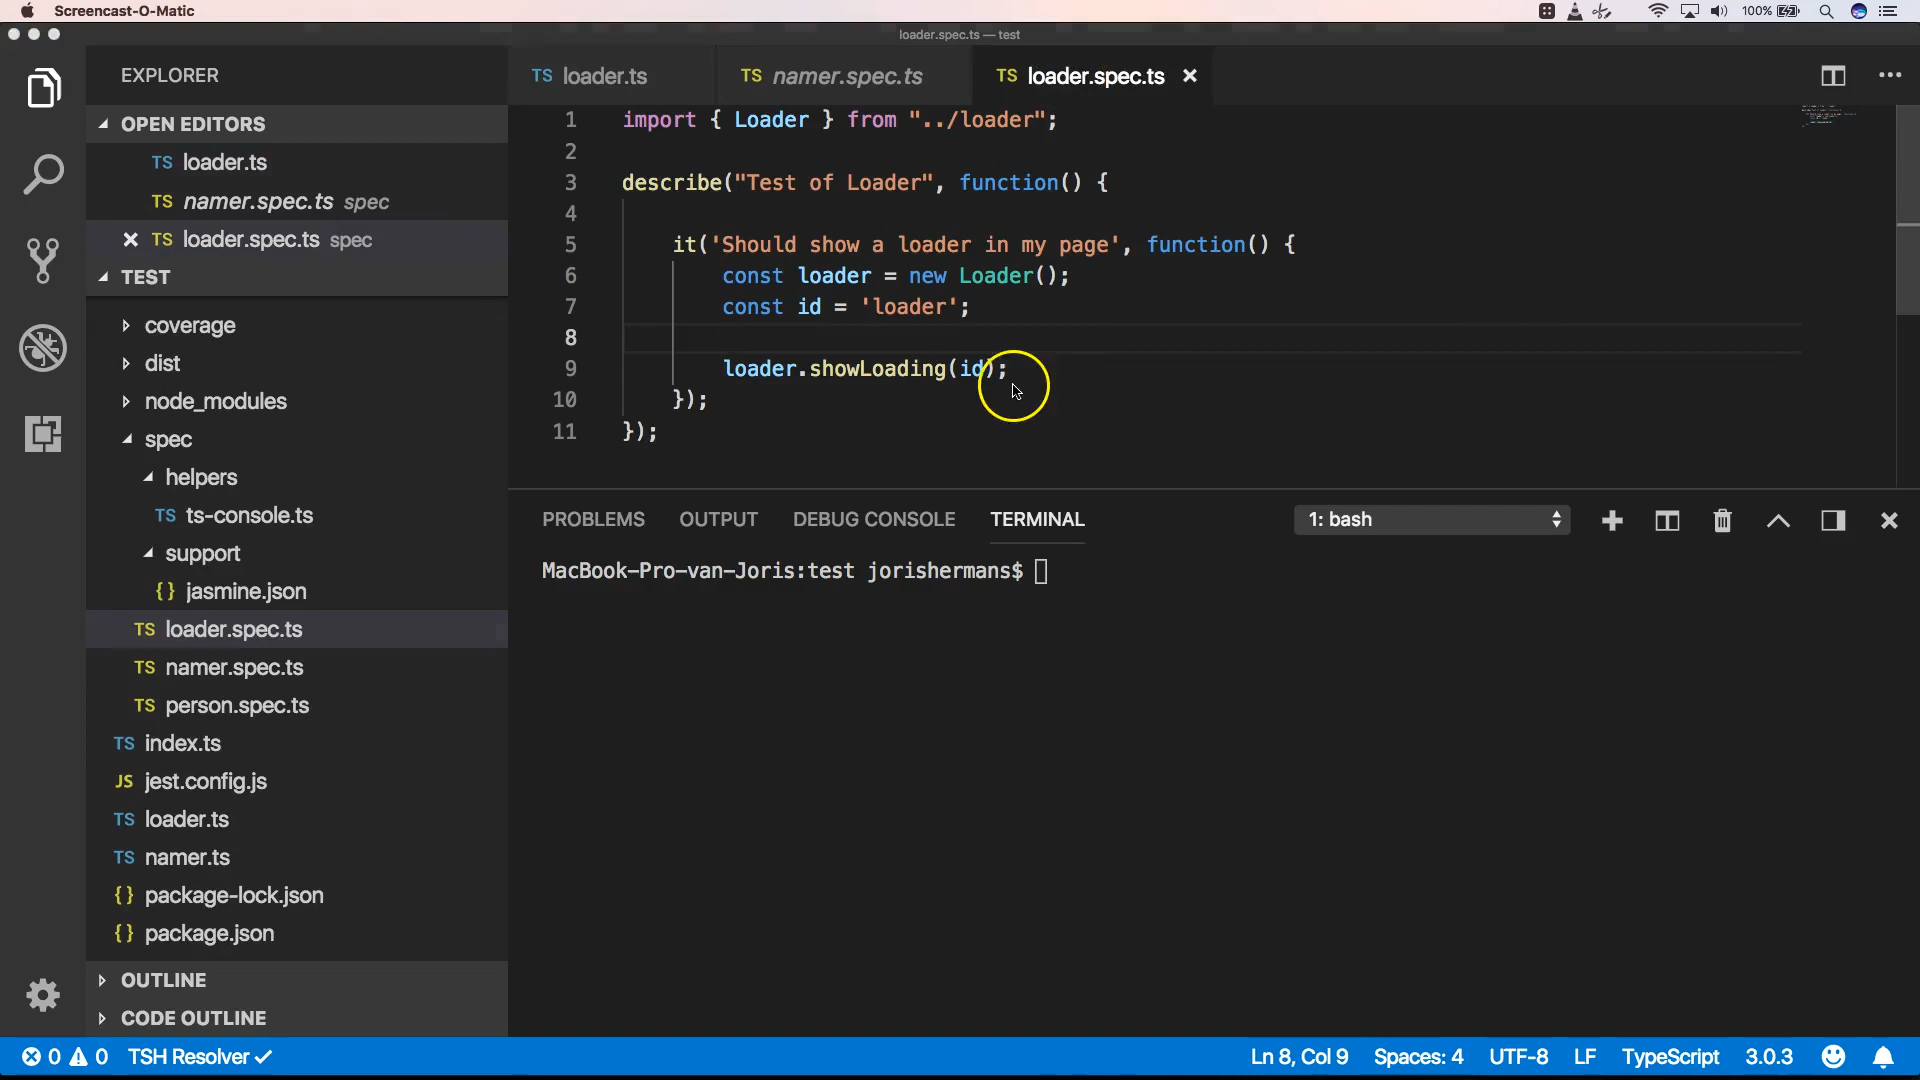 Screencast-O-Matic
100%
loader.spec.ts — test
EXPLORER
OPEN EDITORS
TS loader.ts
TS namer.spec.ts spec
TS loader.spec.ts spec
TEST
coverage
dist
node_modules
spec
helpers
TS ts-console.ts
support
{} jasmine.json
TS loader.spec.ts
TS namer.spec.ts
TS person.spec.ts
TS index.ts
JS jest.config.js
TS loader.ts
TS namer.ts
{} package-lock.json
{} package.json
OUTLINE
CODE OUTLINE
TS loader.ts TS namer.spec.ts TS loader.spec.ts
1 import { Loader } from "../loader";
2
3 describe("Test of Loader", function() {
4
5 it('Should show a loader in my page', function() {
6 const loader = new Loader();
7 const id = 'loader';
8
9 loader.showLoading(id);
10 });
11 });
PROBLEMS OUTPUT DEBUG CONSOLE TERMINAL 1: bash
MacBook-Pro-van-Joris:test jorishermans$
0 0 TSH Resolver Ln 8, Col 9 Spaces: 4 UTF-8 LF TypeScript 3.0.3